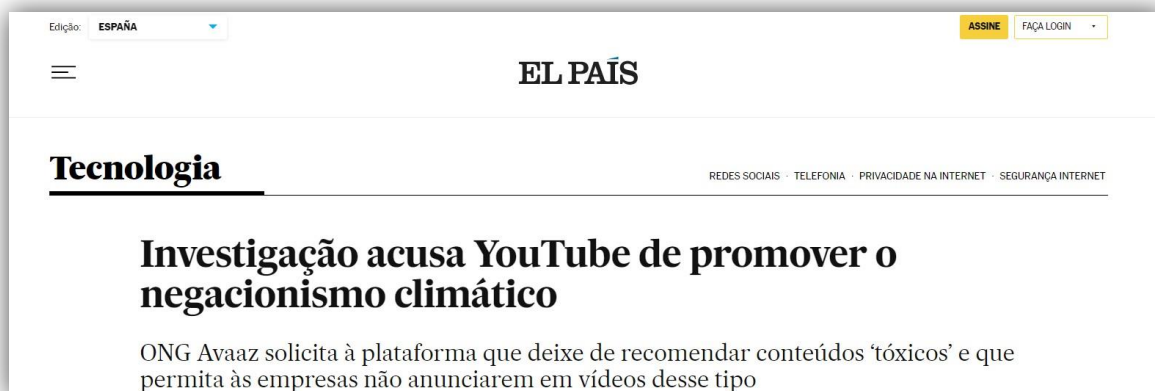 Edição: ESPAÑA
ASSINE FAÇA LOGIN
EL PAÍS
Tecnologia
REDES SOCIAIS · TELEFONIA · PRIVACIDADE NA INTERNET · SEGURANÇA INTERNET
Investigação acusa YouTube de promover o
negacionismo climático
ONG Avaaz solicita à plataforma que deixe de recomendar conteúdos ‘tóxicos’ e que
permita às empresas não anunciarem em vídeos desse tipo